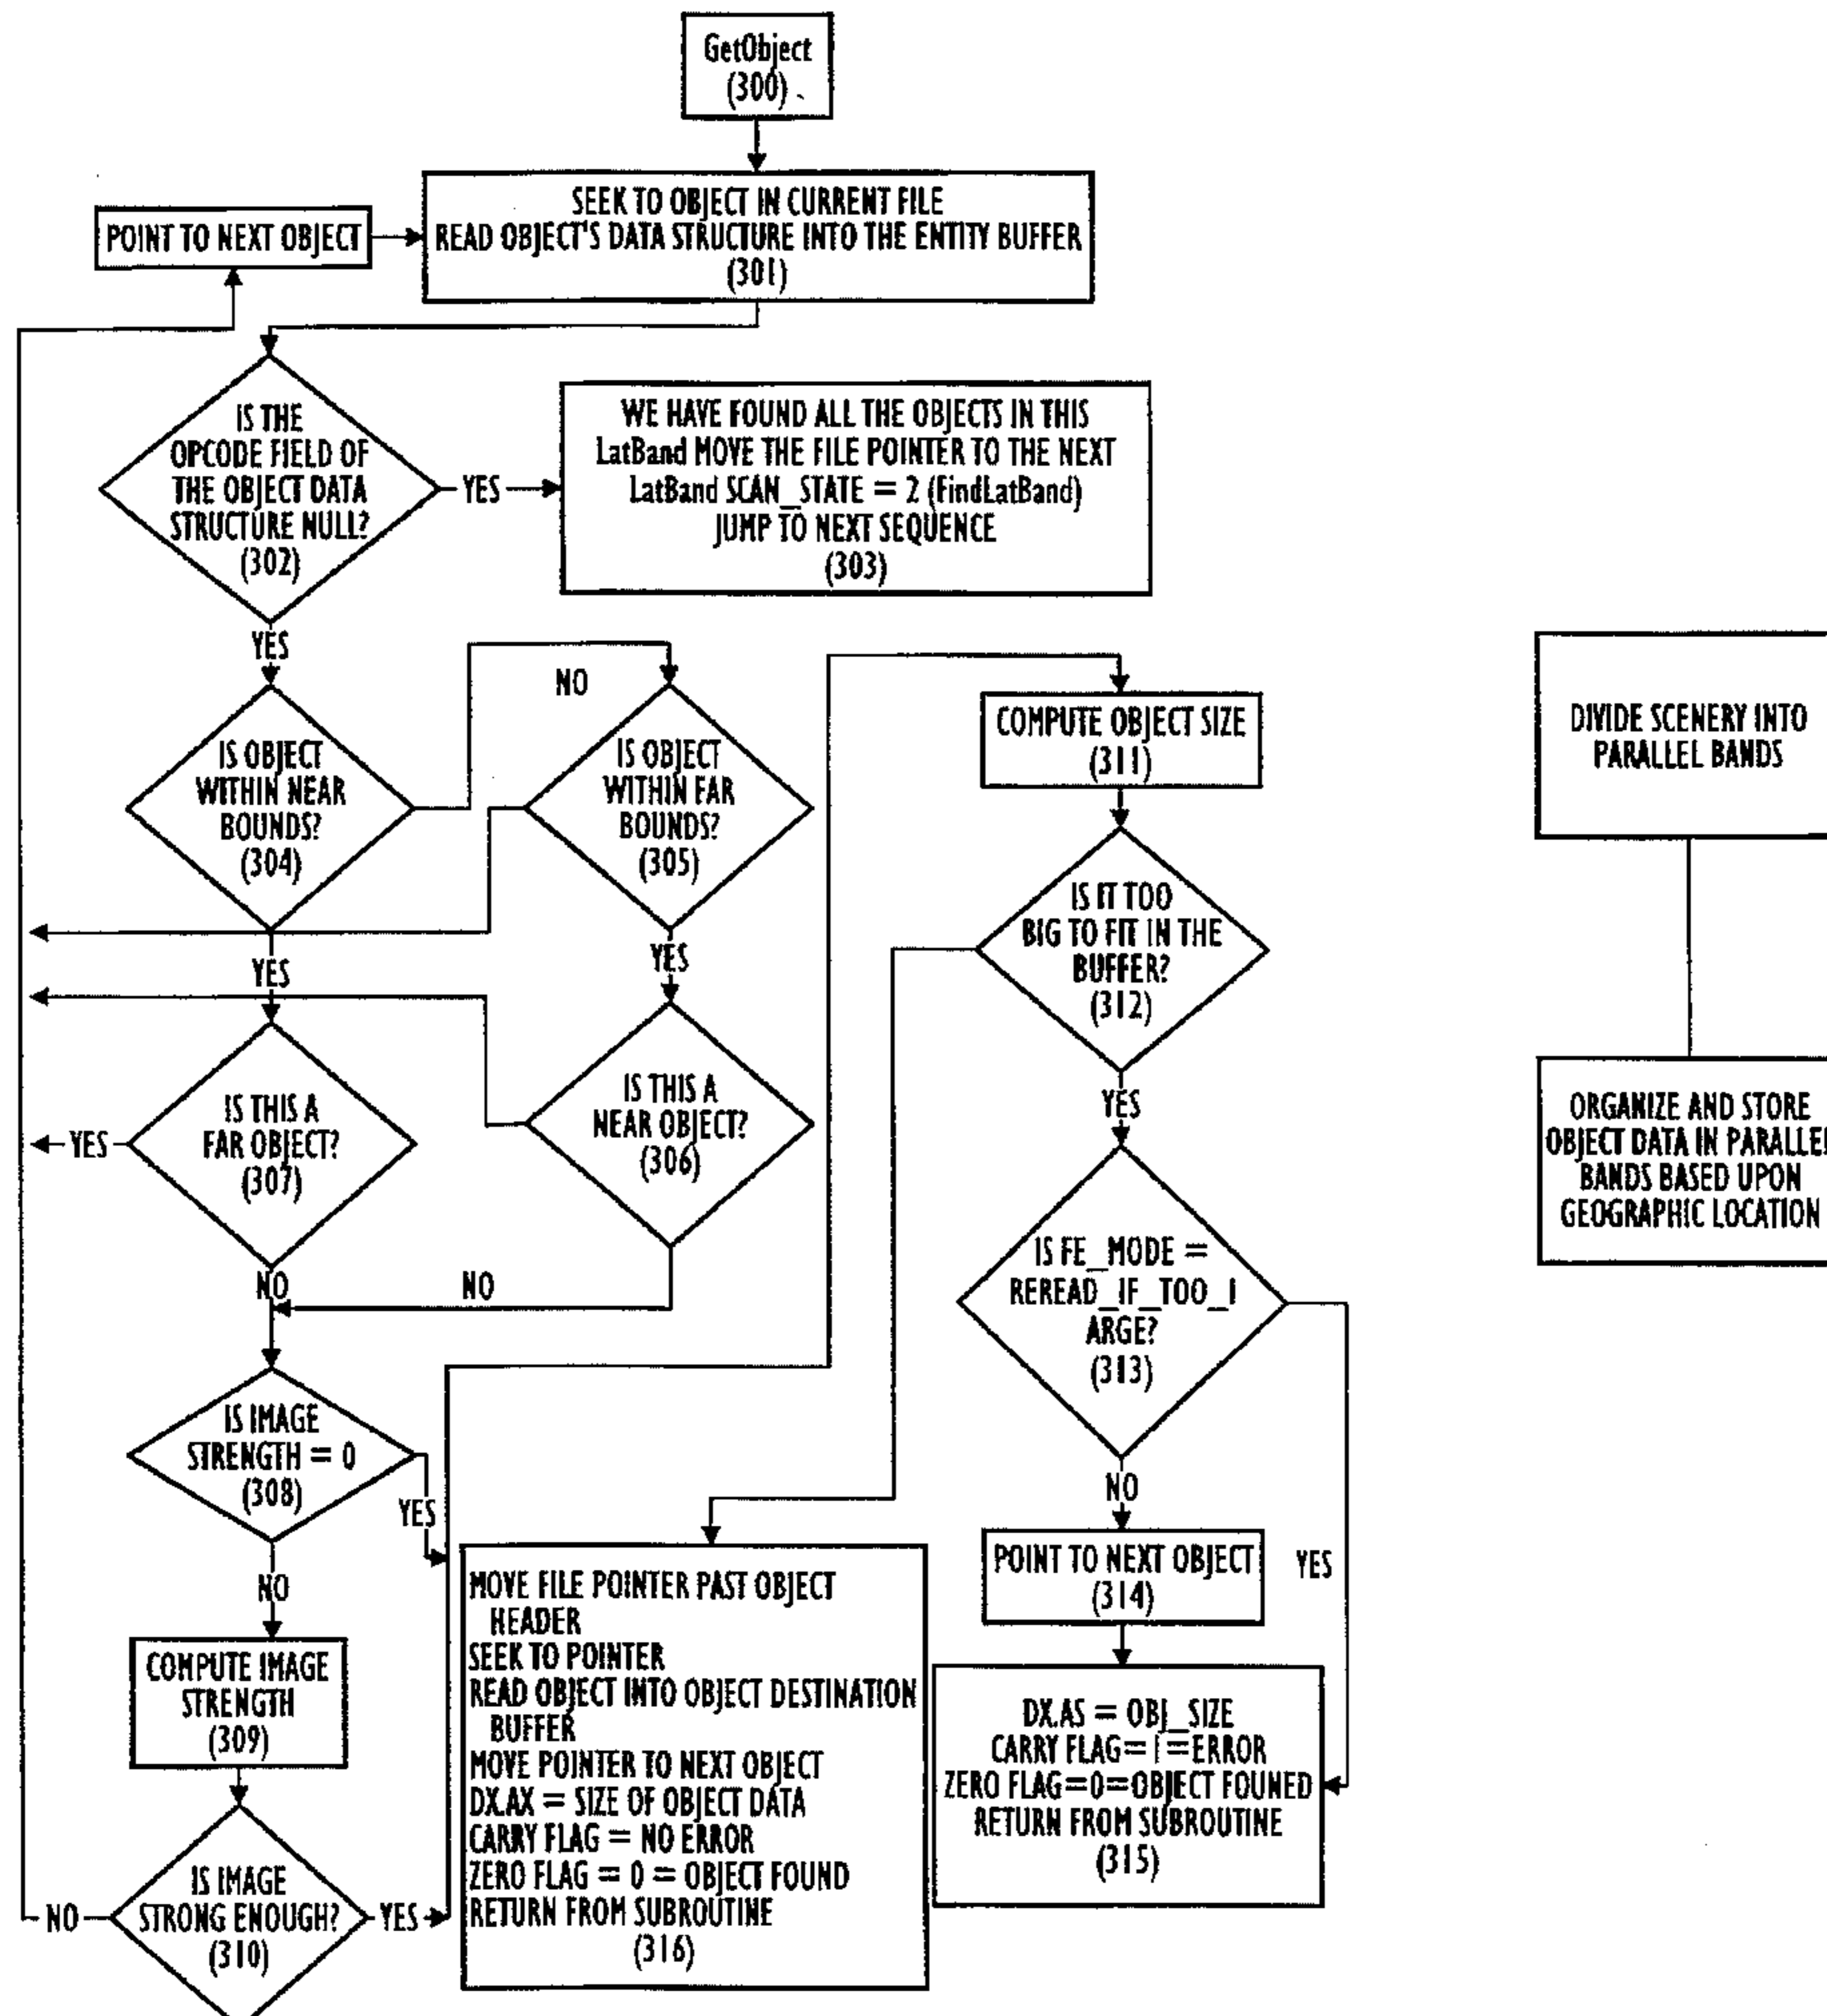 GetObject
(300)
POINT TO NEXT OBJECT
SEEK TO OBJECT IN CURRENT FILE
READ OBJECT'S DATA STRUCTURE INTO THE ENTITY BUFFER
(301)
IS THE
OPCODE FIELD OF
THE OBJECT DATA
STRUCTURE NULL?
(302)
YES
WE HAVE FOUND ALL THE OBJECTS IN THIS
LatBand MOVE THE FILE POINTER TO THE NEXT
LatBand SCAN_STATE = 2 (FindLatBand)
JUMP TO NEXT SEQUENCE
(303)
YES
IS OBJECT
WITHIN NEAR
BOUNDS?
(304)
NO
IS OBJECT
WITHIN FAR
BOUNDS?
(305)
YES
YES
IS THIS A
FAR OBJECT?
(307)
YES
NO
IS THIS A
NEAR OBJECT?
(306)
NO
IS IMAGE
STRENGTH = 0
(308)
YES
NO
COMPUTE IMAGE
STRENGTH
(309)
IS IMAGE
STRONG ENOUGH?
(310)
NO
YES
MOVE FILE POINTER PAST OBJECT
HEADER
SEEK TO POINTER
READ OBJECT INTO OBJECT DESTINATION
BUFFER
MOVE POINTER TO NEXT OBJECT
DX.AX = SIZE OF OBJECT DATA
CARRY FLAG = NO ERROR
ZERO FLAG = 0 = OBJECT FOUND
RETURN FROM SUBROUTINE
(316)
COMPUTE OBJECT SIZE
(311)
IS IT TOO
BIG TO FIT IN THE
BUFFER?
(312)
YES
IS FE_MODE =
REREAD_IF_TOO_I
ARGE?
(313)
NO
YES
POINT TO NEXT OBJECT
(314)
DX.AS = OBJ_SIZE
CARRY FLAG=1=ERROR
ZERO FLAG=0=OBJECT FOUNED
RETURN FROM SUBROUTINE
(315)
DIVIDE SCENERY INTO
PARALLEL BANDS
ORGANIZE AND STORE
OBJECT DATA IN PARALLEL
BANDS BASED UPON
GEOGRAPHIC LOCATION